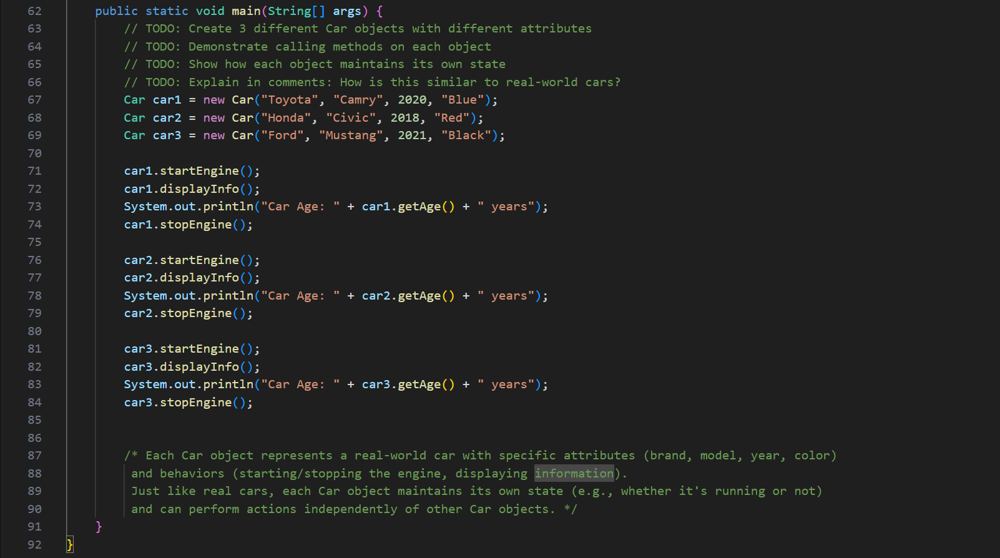 62 public static void main(String[] args) {
63 // TODO: Create 3 different Car objects with different attributes
64 // TODO: Demonstrate calling methods on each object
65 // TODO: Show how each object maintains its own state
66 // TODO: Explain in comments: How is this similar to real-world cars?
67 Car car1 = new Car("Toyota", "Camry", 2020, "Blue");
68 Car car2 = new Car("Honda", "Civic", 2018, "Red");
69 Car car3 = new Car("Ford", "Mustang", 2021, "Black");
70
71 car1.startEngine();
72 car1.displayInfo();
73 System.out.println("Car Age: " + car1.getAge() + " years");
74 car1.stopEngine();
75
76 car2.startEngine();
77 car2.displayInfo();
78 System.out.println("Car Age: " + car2.getAge() + " years");
79 car2.stopEngine();
80
81 car3.startEngine();
82 car3.displayInfo();
83 System.out.println("Car Age: " + car3.getAge() + " years");
84 car3.stopEngine();
85
86
87 /* Each Car object represents a real-world car with specific attributes (brand, model, year, color)
88 and behaviors (starting/stopping the engine, displaying information).
89 Just like real cars, each Car object maintains its own state (e.g., whether it's running or not)
90 and can perform actions independently of other Car objects. */
91 }
92 }